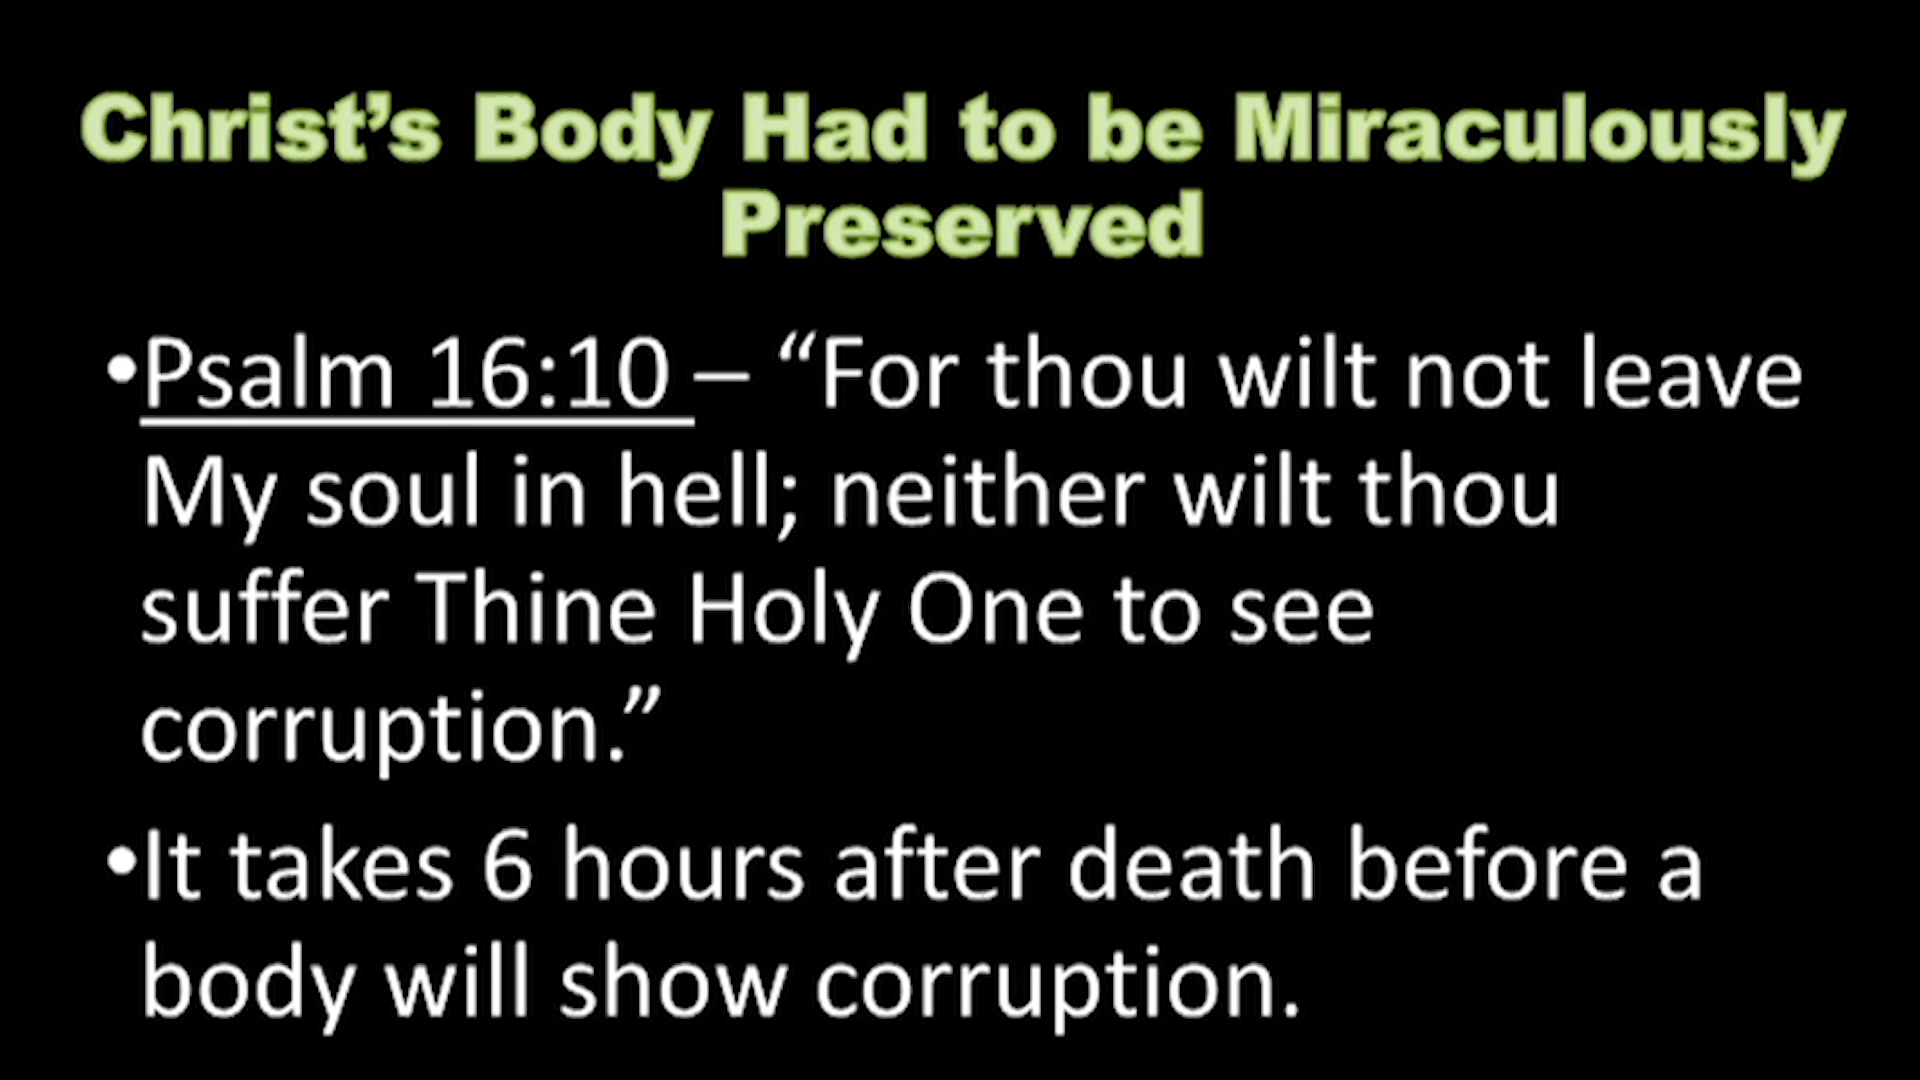 Christ’s Body Had to be Miraculously
Preserved
•Psalm 16:10 – “For thou wilt not leave
My soul in hell; neither wilt thou
suffer Thine Holy One to see
corruption.”
•It takes 6 hours after death before a
body will show corruption.